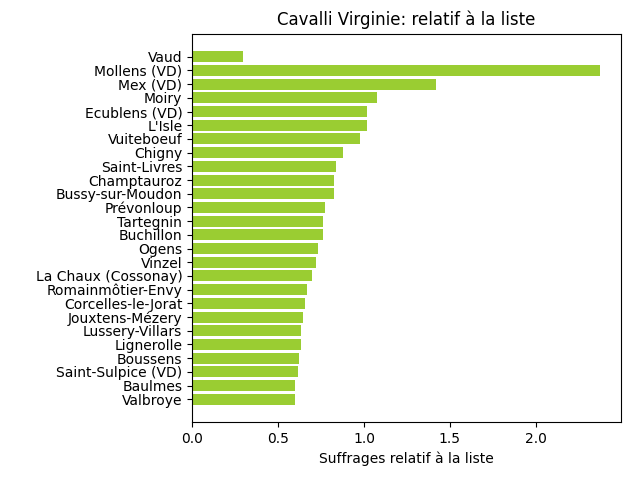 Cavalli Virginie: relatif à la liste
Vaud
Mollens (VD)
Mex (VD)
Moiry
Ecublens (VD)
L'Isle
Vuiteboeuf
Chigny
Saint-Livres
Champtauroz
Bussy-sur-Moudon
Prévonloup
Tartegnin
Buchillon
Ogens
Vinzel
La Chaux (Cossonay)
Romainmôtier-Envy
Corcelles-le-Jorat
Jouxtens-Mézery
Lussery-Villars
Lignerolle
Boussens
Saint-Sulpice (VD)
Baulmes
Valbroye
0.0 0.5 1.0 1.5 2.0
Suffrages relatif à la liste